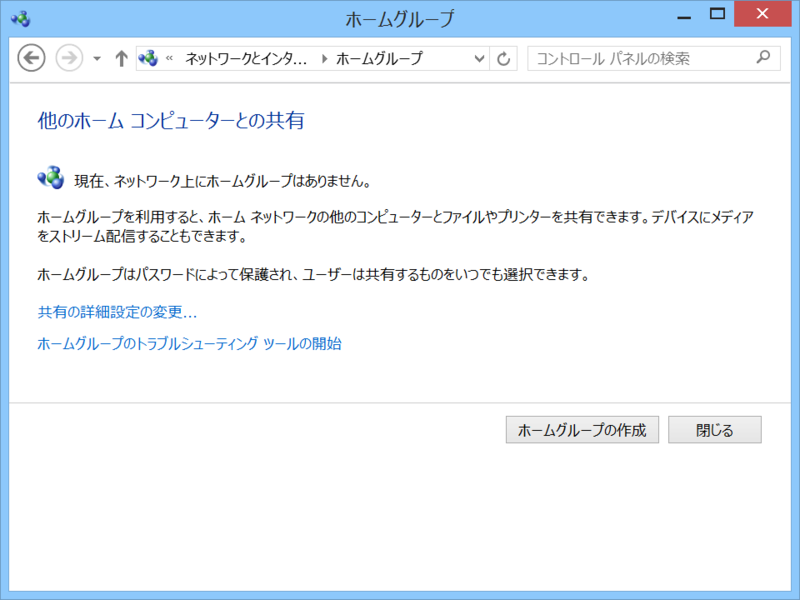 ホームグループ
« ネットワークとインタ... ホームグループ
コントロール パネルの検索
他のホーム コンピューターとの共有
現在、ネットワーク上にホームグループはありません。
ホームグループを利用すると、ホーム ネットワークの他のコンピューターとファイルやプリンターを共有できます。デバイスにメディア
をストリーム配信することもできます。
ホームグループはパスワードによって保護され、ユーザーは共有するものをいつでも選択できます。
共有の詳細設定の変更...
ホームグループのトラブルシューティング ツールの開始
ホームグループの作成
閉じる